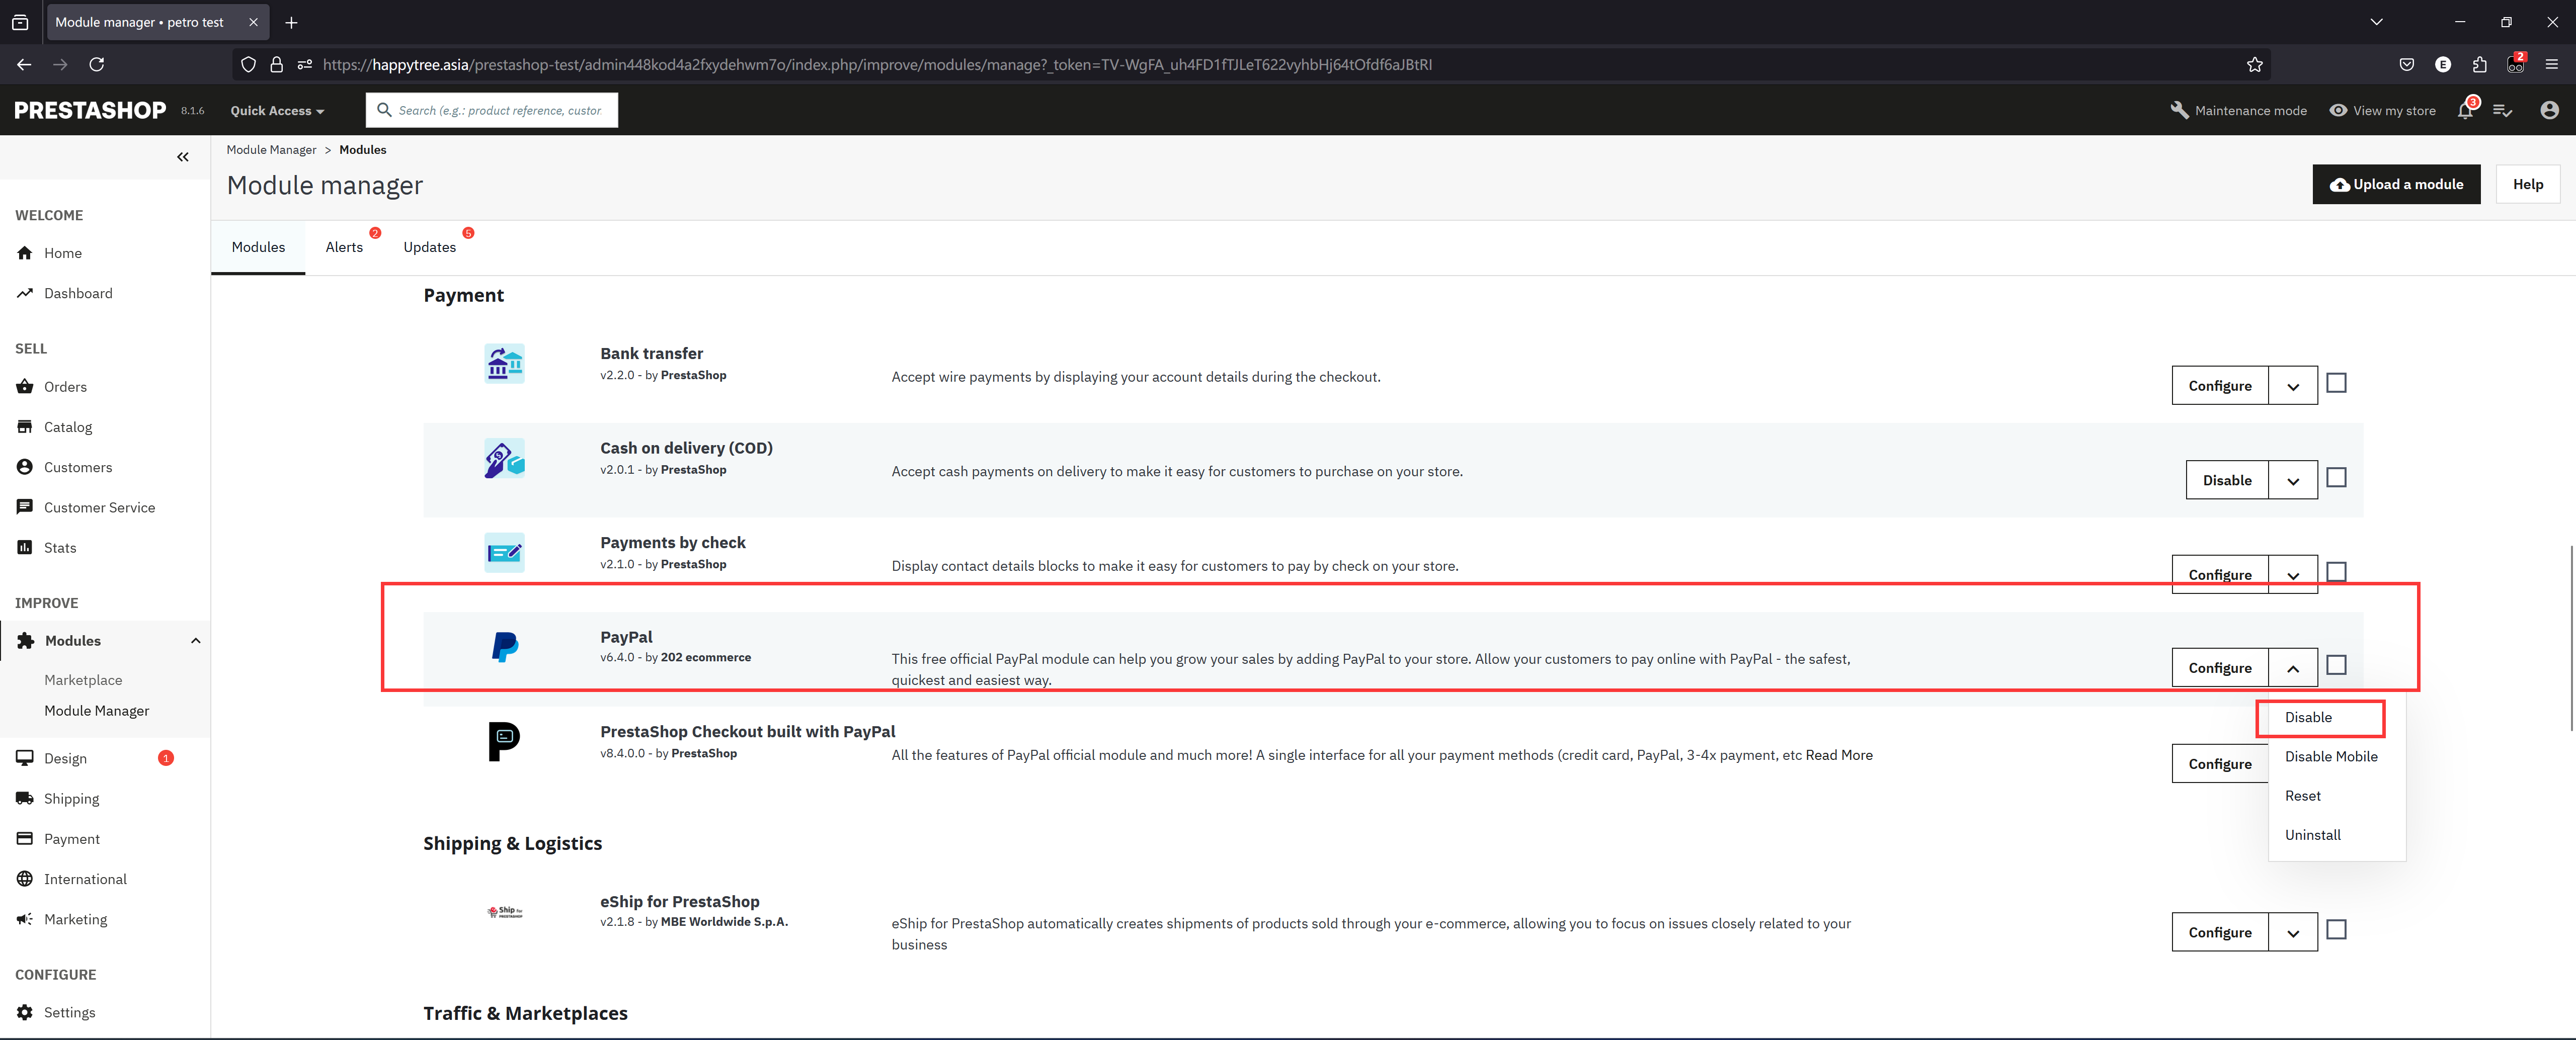 Module manager • petro test
https://happytree.asia/prestashop-test/admin448kod4a2fxydehwm7o/index.php/improve/modules/manage?_token=TV-WgFA_uh4FD1fTJLeT622vyhbHj64tOfdf6aJBtRI
E
2
PRESTASHOP 8.1.6
Quick Access
Search (e.g.: product reference, custor
Maintenance mode
View my store
3
Module Manager > Modules
Module manager
Upload a module
Help
Modules
Alerts 2
Updates 5
WELCOME
Home
Dashboard
SELL
Orders
Catalog
Customers
Customer Service
Stats
IMPROVE
Modules
Marketplace
Module Manager
Design 1
Shipping
Payment
International
Marketing
CONFIGURE
Settings
Payment
Bank transfer
v2.2.0 - by PrestaShop
Accept wire payments by displaying your account details during the checkout.
Configure
Cash on delivery (COD)
v2.0.1 - by PrestaShop
Accept cash payments on delivery to make it easy for customers to purchase on your store.
Disable
Payments by check
v2.1.0 - by PrestaShop
Display contact details blocks to make it easy for customers to pay by check on your store.
Configure
PayPal
v6.4.0 - by 202 ecommerce
This free official PayPal module can help you grow your sales by adding PayPal to your store. Allow your customers to pay online with PayPal - the safest,
quickest and easiest way.
Configure
Disable
Disable Mobile
Reset
Uninstall
PrestaShop Checkout built with PayPal
v8.4.0.0 - by PrestaShop
All the features of PayPal official module and much more! A single interface for all your payment methods (credit card, PayPal, 3-4x payment, etc Read More
Configure
Shipping & Logistics
Ship for
PRESTASHOP
eShip for PrestaShop
v2.1.8 - by MBE Worldwide S.p.A.
eShip for PrestaShop automatically creates shipments of products sold through your e-commerce, allowing you to focus on issues closely related to your
business
Configure
Traffic & Marketplaces